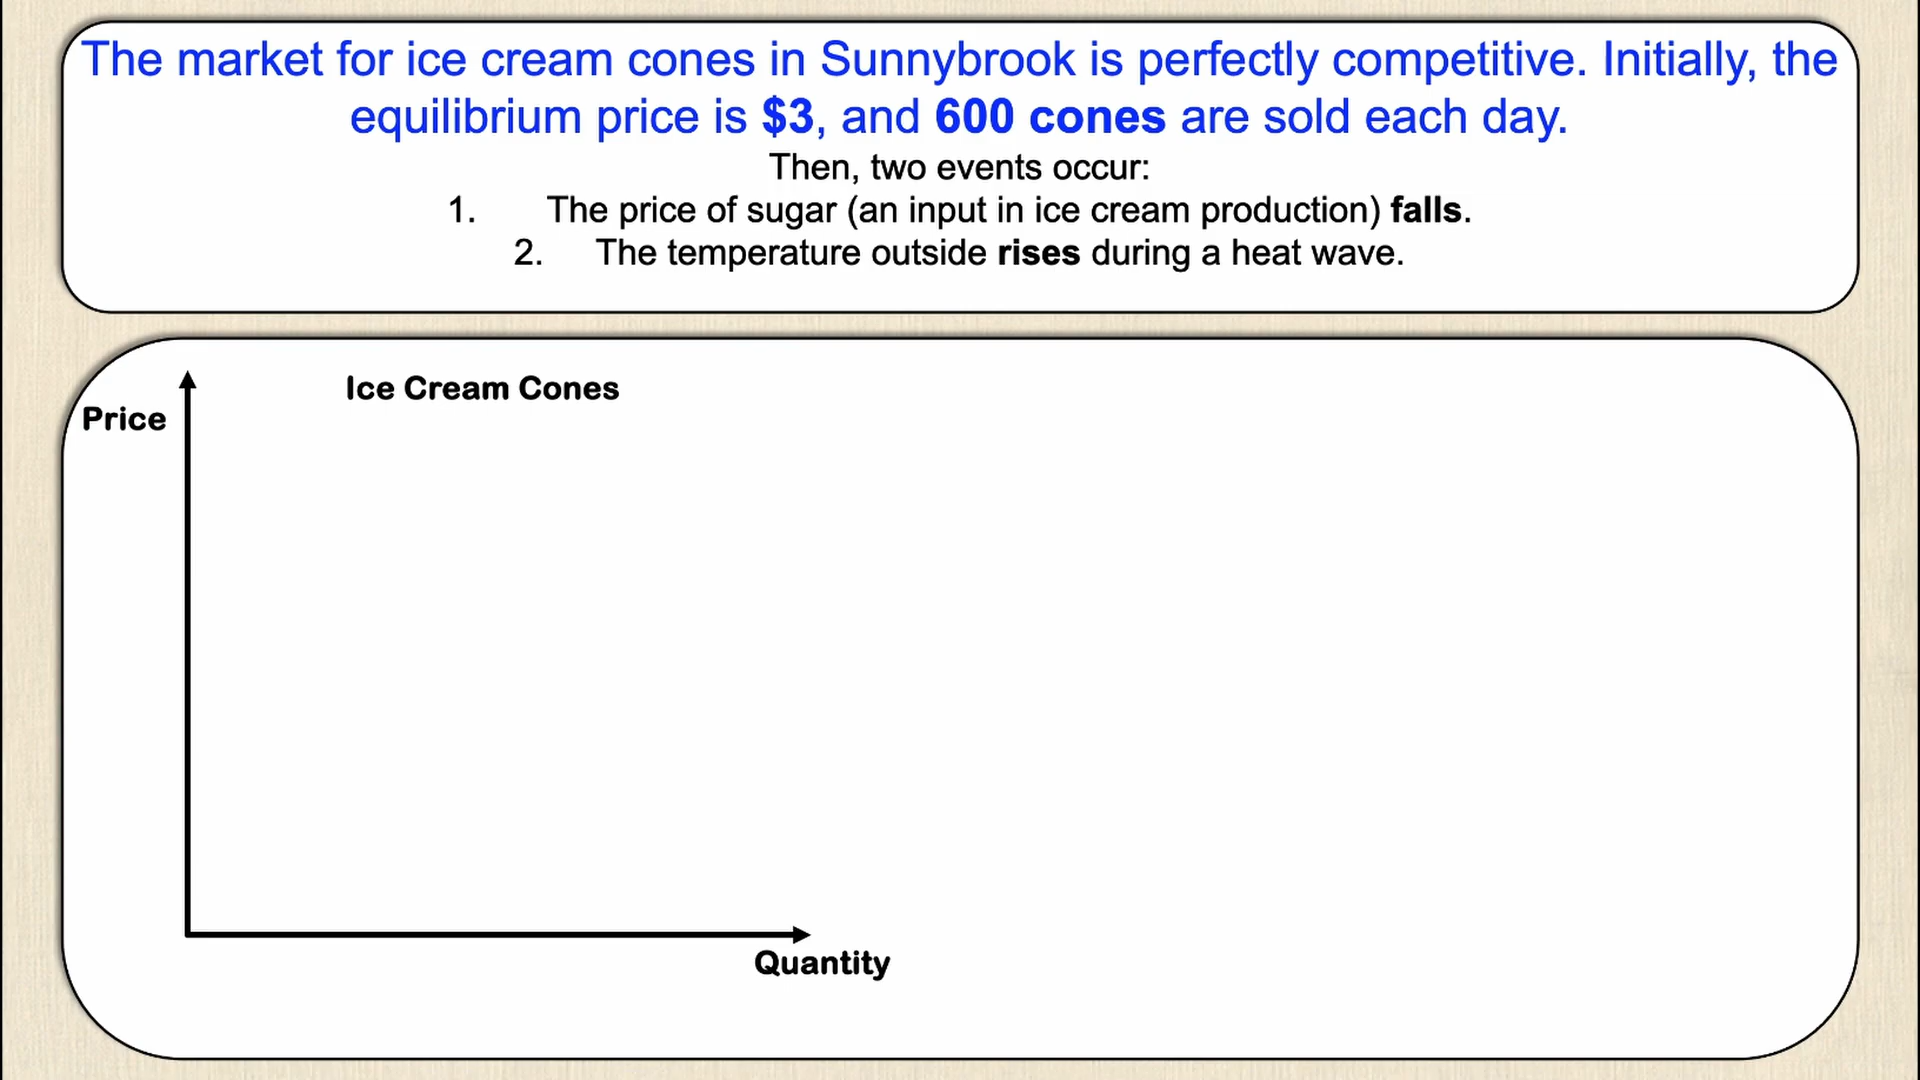 The market for ice cream cones in Sunnybrook is perfectly competitive. Initially, the
equilibrium price is $3, and 600 cones are sold each day.
Then, two events occur:
1. The price of sugar (an input in ice cream production) falls.
2. The temperature outside rises during a heat wave.
Ice Cream Cones
Price
Quantity